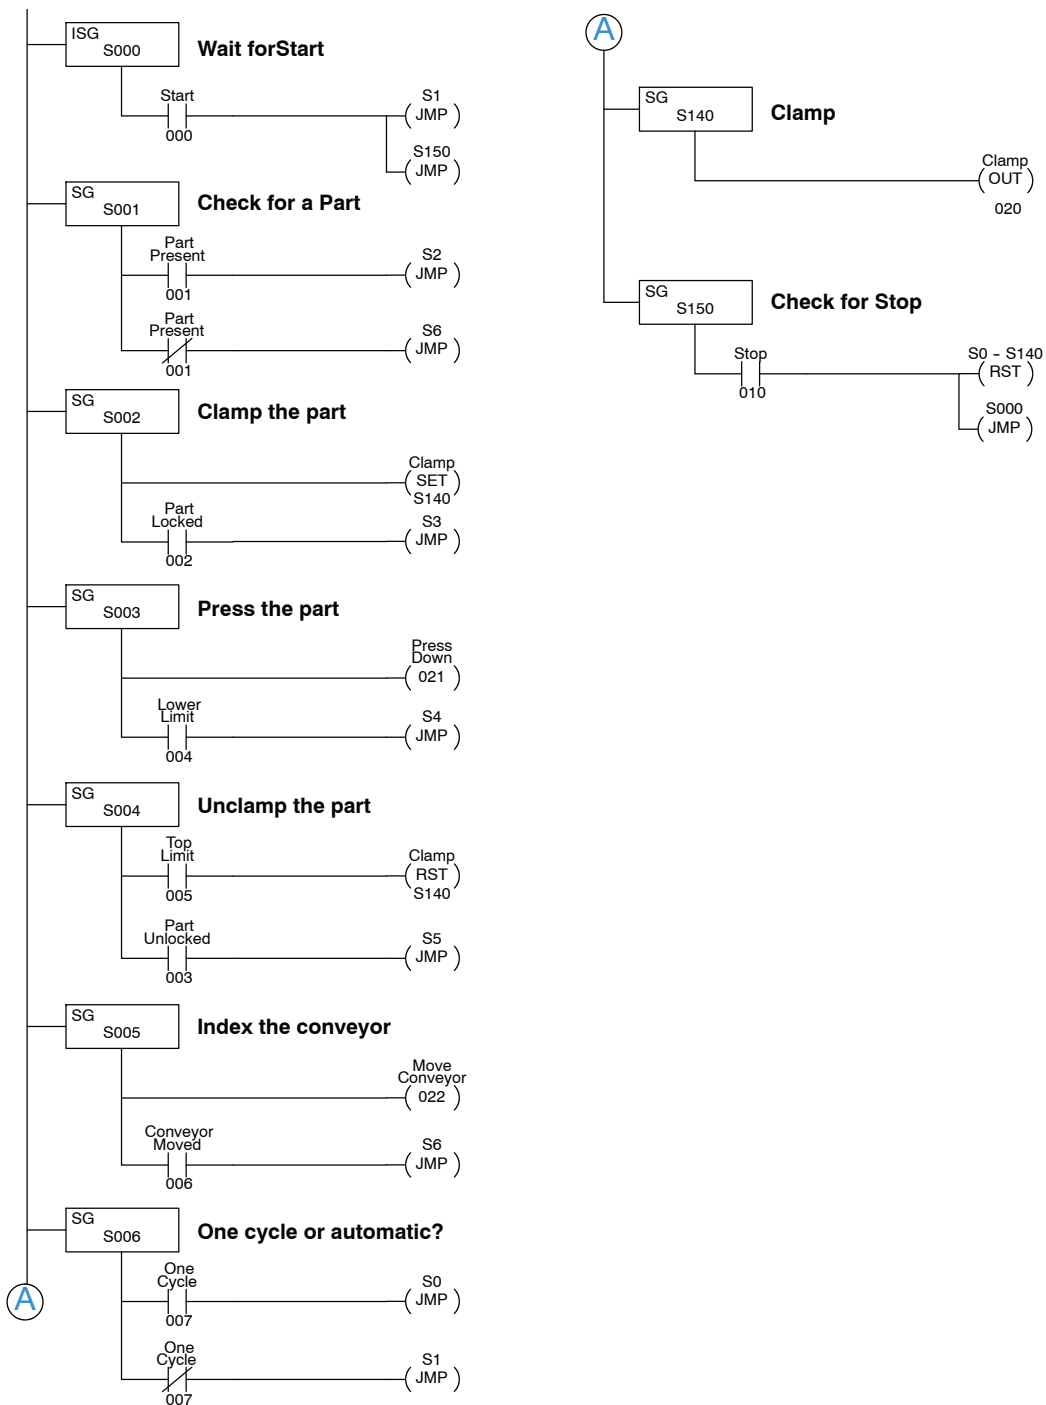 ISG
S000
Wait forStart
Start
000
S1
JMP
S150
JMP
SG
S001
Check for a Part
Part
Present
001
S2
JMP
Part
Present
001
S6
JMP
SG
S002
Clamp the part
Clamp
SET
S140
Part
Locked
002
S3
JMP
SG
S003
Press the part
Press
Down
021
Lower
Limit
004
S4
JMP
SG
S004
Unclamp the part
Top
Limit
005
Clamp
RST
S140
Part
Unlocked
003
S5
JMP
SG
S005
Index the conveyor
Move
Conveyor
022
Conveyor
Moved
006
S6
JMP
SG
S006
One cycle or automatic?
One
Cycle
007
S0
JMP
One
Cycle
007
S1
JMP
A
A
SG
S140
Clamp
Clamp
OUT
020
SG
S150
Check for Stop
Stop
010
S0 - S140
RST
S000
JMP